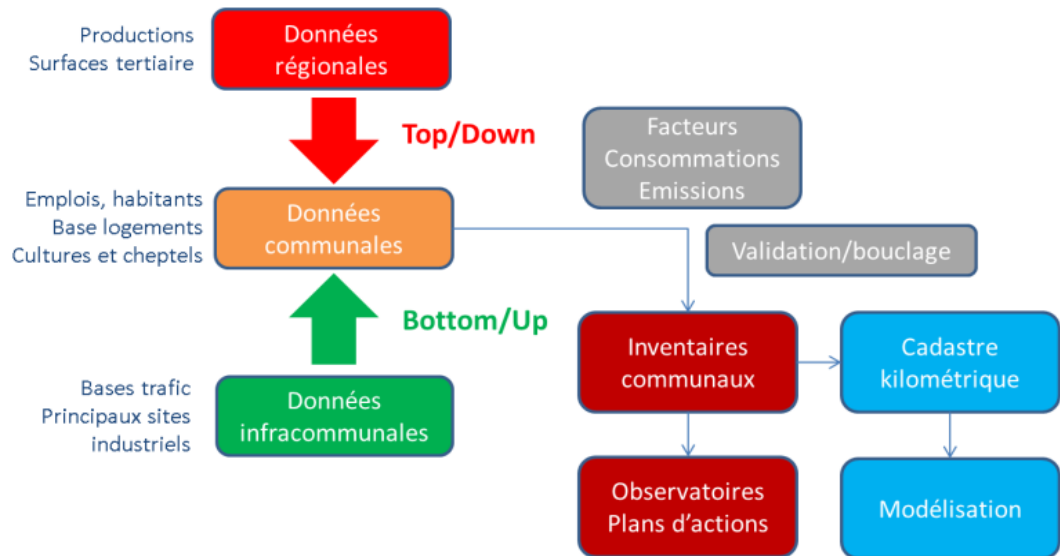 Productions
Surfaces tertiaire
Données
régionales
Top/Down
Facteurs
Consommations
Emissions
Emplois, habitants
Base logements
Cultures et cheptels
Données
communales
Validation/bouclage
Bottom/Up
Inventaires
communaux
Cadastre
kilométrique
Bases trafic
Principaux sites
industriels
Données
infracommunales
Observatoires
Plans d'actions
Modélisation